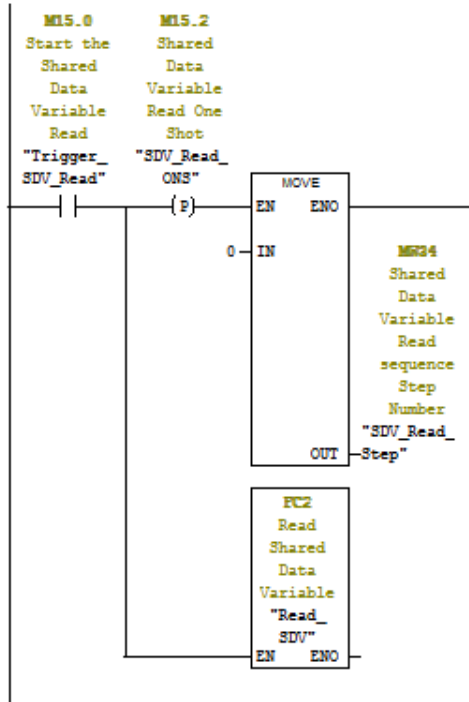 M15.0
Start the
Shared
Data
Variable
Read
"Trigger_
SDV_Read"
M15.2
Shared
Data
Variable
Read One
Shot
"SDV_Read_
ONS"
(P)
MOVE
EN ENO
0 IN
OUT
MW34
Shared
Data
Variable
Read
sequence
Step
Number
"SDV_Read_
Step"
FC2
Read
Shared
Data
Variable
"Read_
SDV"
EN ENO